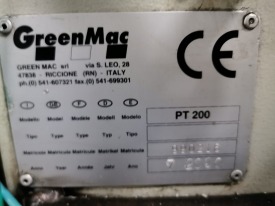 GreenMac
GREEN MAC srl via S. LEO, 28
47838 - RICCIONE (RN) - ITALY
ph.(0) 541-607321 fax.(0) 541-699301
CE
I GB F D E
Modello Model Modèle Modell Modelo PT 200
Tipo Type Type Typ Tipo
Matricola Matricule Matrikel Matricula
Anno Year Année Jahr Ano